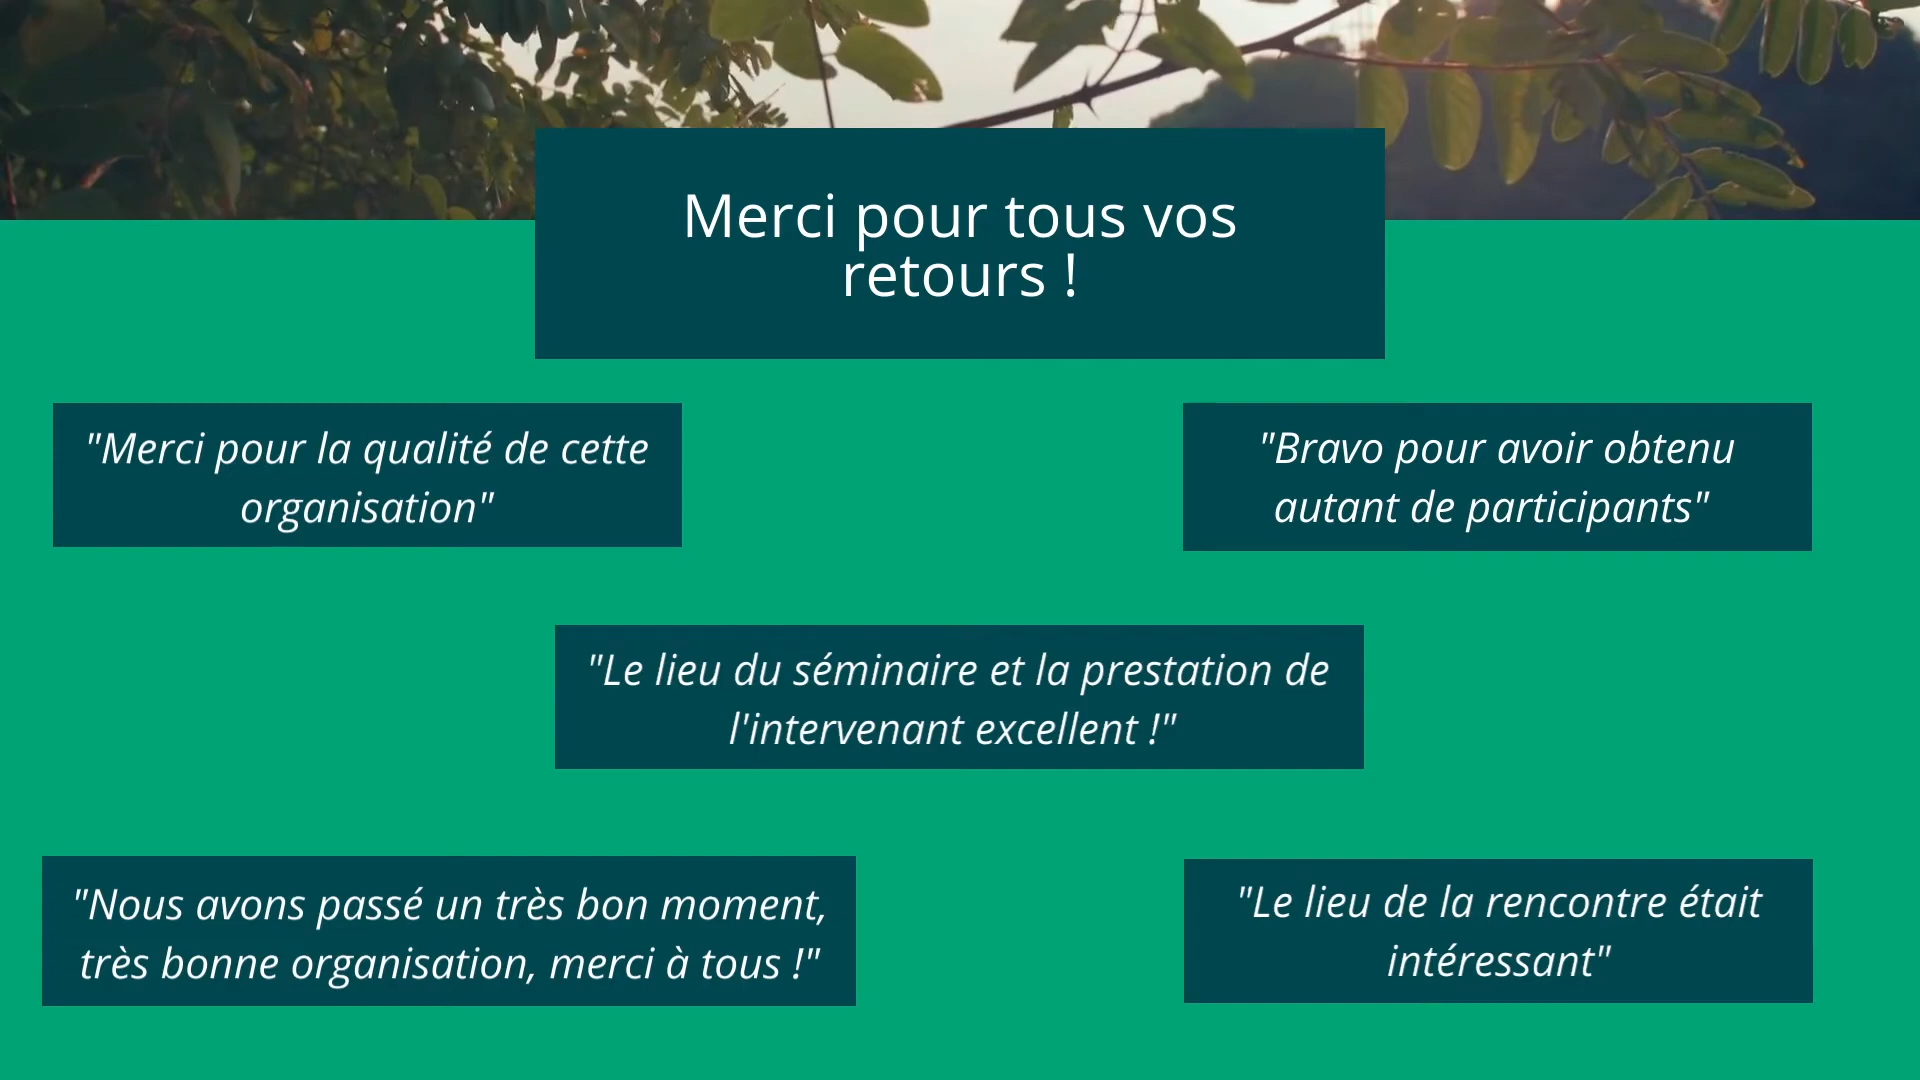 Merci pour tous vos
retours !
"Merci pour la qualité de cette
organisation"
"Bravo pour avoir obtenu
autant de participants"
"Le lieu du séminaire et la prestation de
l'intervenant excellent !"
"Nous avons passé un très bon moment,
très bonne organisation, merci à tous !"
"Le lieu de la rencontre était
intéressant"